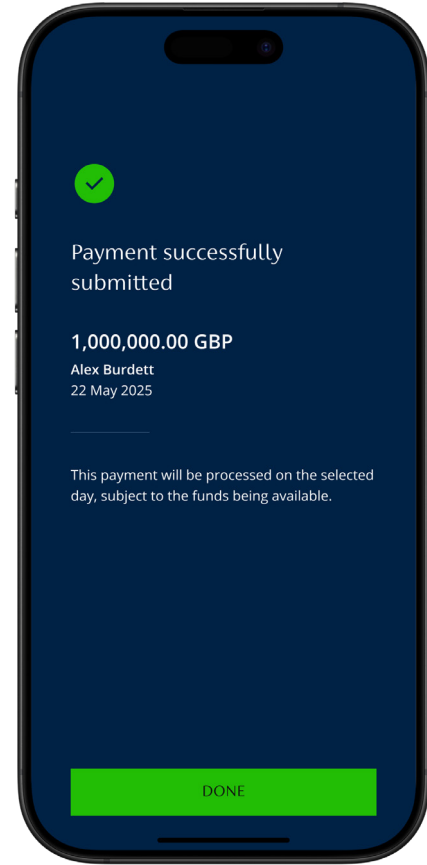 Payment successfully
submitted
1,000,000.00 GBP
Alex Burdett
22 May 2025
This payment will be processed on the selected
day, subject to the funds being available.
DONE